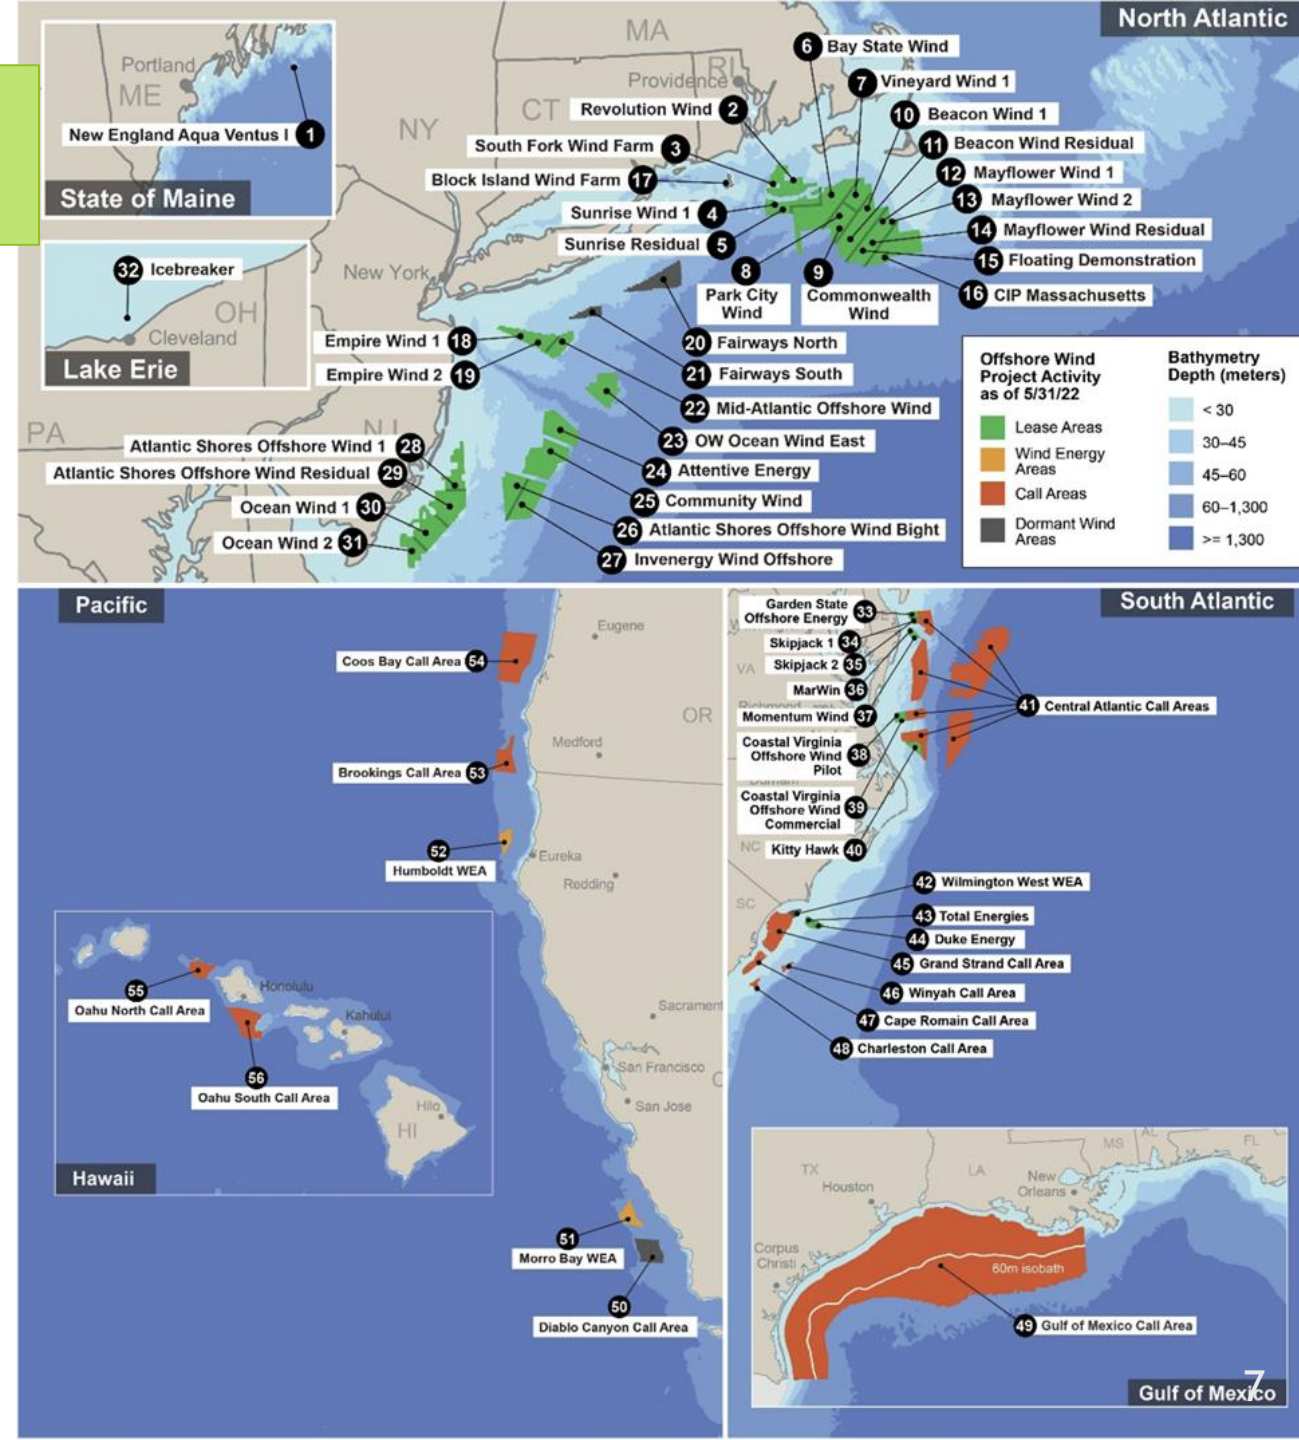 North Atlantic
MA
RI
Providence
CT
NY
Portland
ME
New England Aqua Ventus I 1
State of Maine
6 Bay State Wind
7 Vineyard Wind 1
Revolution Wind 2
10 Beacon Wind 1
South Fork Wind Farm 3
11 Beacon Wind Residual
Block Island Wind Farm 17
12 Mayflower Wind 1
13 Mayflower Wind 2
Sunrise Wind 1 4
14 Mayflower Wind Residual
Sunrise Residual 5
15 Floating Demonstration
8
Park City
Wind
9
Commonwealth
Wind
16 CIP Massachusetts
32 Icebreaker
OH
Cleveland
Lake Erie
New York
Empire Wind 1 18
20 Fairways North
Empire Wind 2 19
21 Fairways South
22 Mid-Atlantic Offshore Wind
23 OW Ocean Wind East
24 Attentive Energy
25 Community Wind
26 Atlantic Shores Offshore Wind Bight
27 Invenergy Wind Offshore
PA
NJ
Atlantic Shores Offshore Wind 1 28
Atlantic Shores Offshore Wind Residual 29
Ocean Wind 1 30
Ocean Wind 2 31
Offshore Wind
Project Activity
as of 5/31/22
Lease Areas
Wind Energy
Areas
Call Areas
Dormant Wind
Areas
Bathymetry
Depth (meters)
< 30
30–45
45–60
60–1,300
>= 1,300
Pacific
Eugene
Coos Bay Call Area 54
OR
Medford
Brookings Call Area 53
52
Humboldt WEA
Eureka
Redding
55
Oahu North Call Area
Honolulu
Kahului
56
Oahu South Call Area
Hilo
HI
Hawaii
Sacrament
San Francisco
C
San Jose
51
Morro Bay WEA
50
Diablo Canyon Call Area
South Atlantic
Garden State
Offshore Energy 33
Skipjack 1 34
VA
Skipjack 2 35
MarWin 36
Richmond
Momentum Wind 37
41 Central Atlantic Call Areas
Coastal Virginia
Offshore Wind
Pilot 38
Durham
Coastal Virginia
Offshore Wind
Commercial 39
NC
Kitty Hawk 40
42 Wilmington West WEA
SC
43 Total Energies
44 Duke Energy
45 Grand Strand Call Area
46 Winyah Call Area
47 Cape Romain Call Area
48 Charleston Call Area
TX
Houston
LA
New
Orleans
MS
AL
FL
Corpus
Christi
60m isobath
49 Gulf of Mexico Call Area
Gulf of Mexico
7